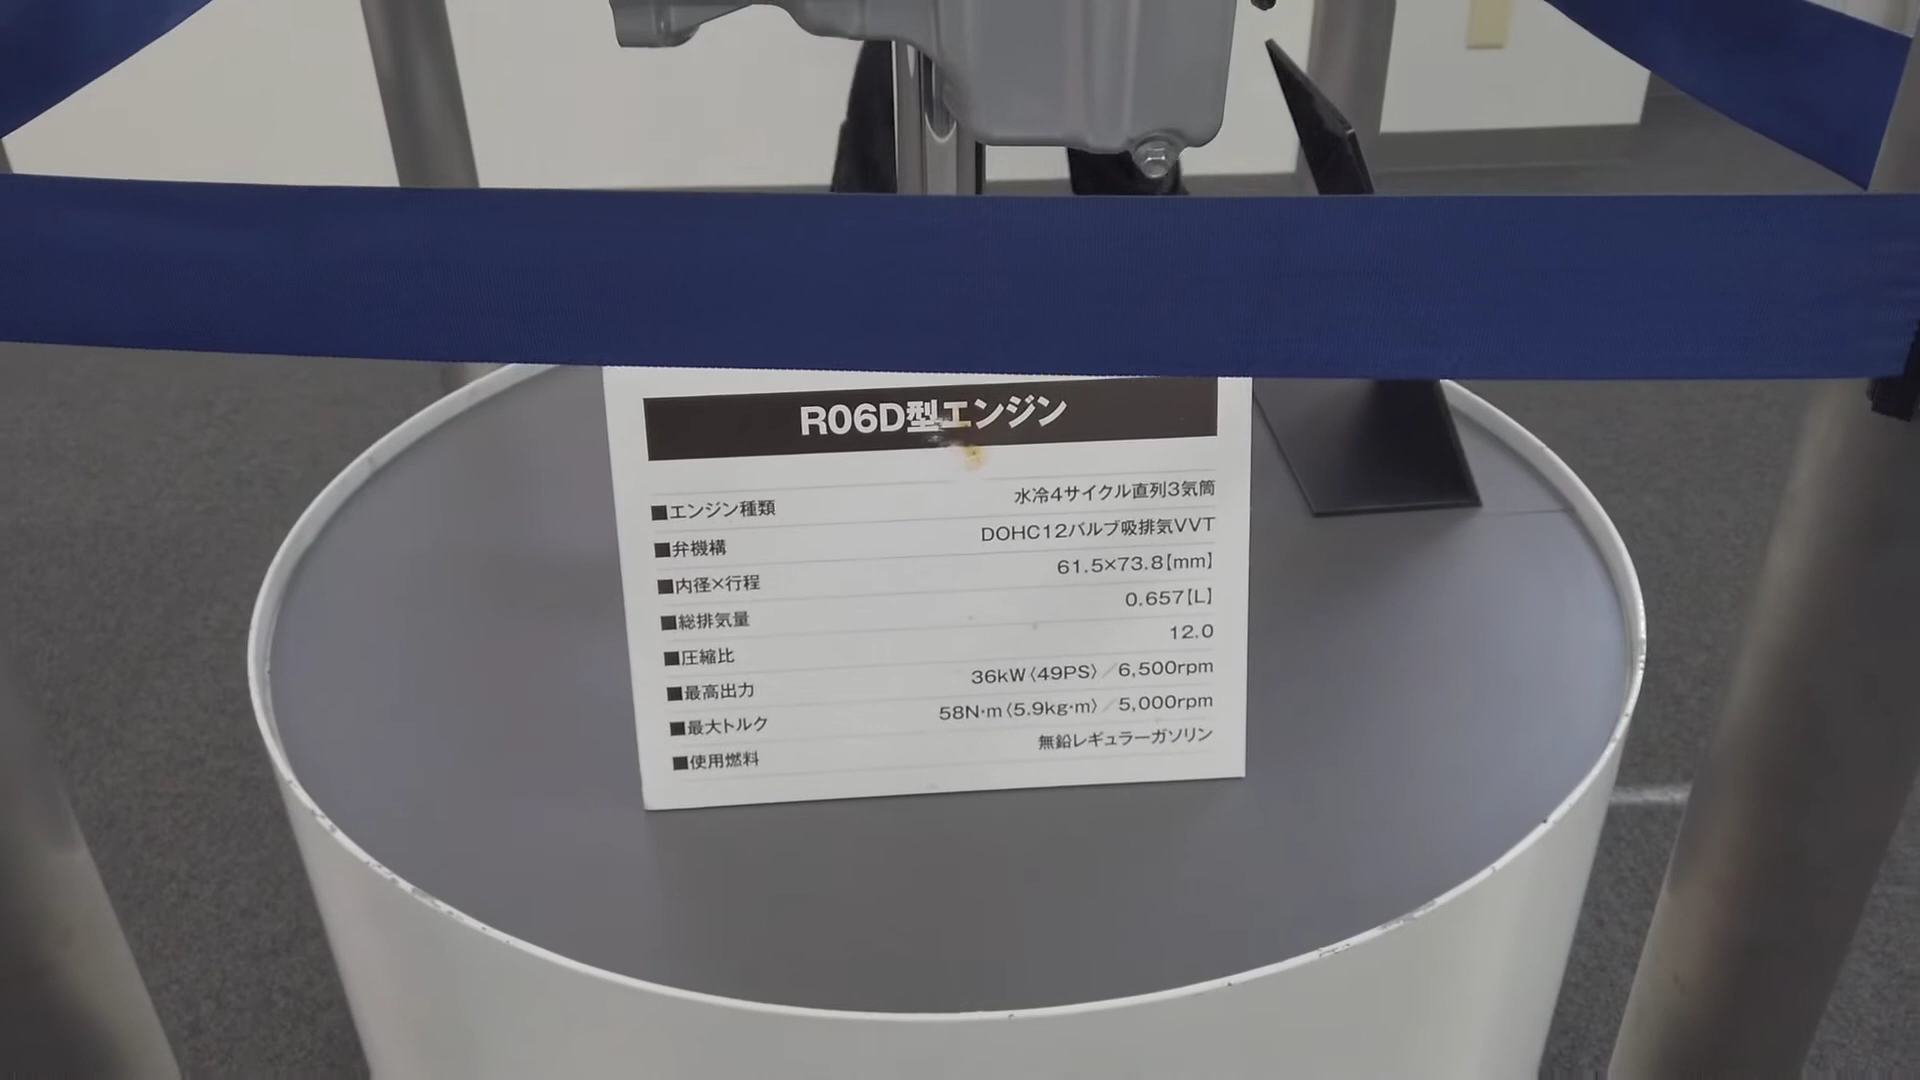 R06D型エンジン
■エンジン種類 水冷4サイクル直列3気筒
■弁機構 DOHC12バルブ吸排気VVT
■内径×行程 61.5×73.8[mm]
■総排気量 0.657[L]
■圧縮比 12.0
■最高出力 36kW〈49PS〉/6,500rpm
■最大トルク 58N·m〈5.9kg·m〉/5,000rpm
■使用燃料 無鉛レギュラーガソリン